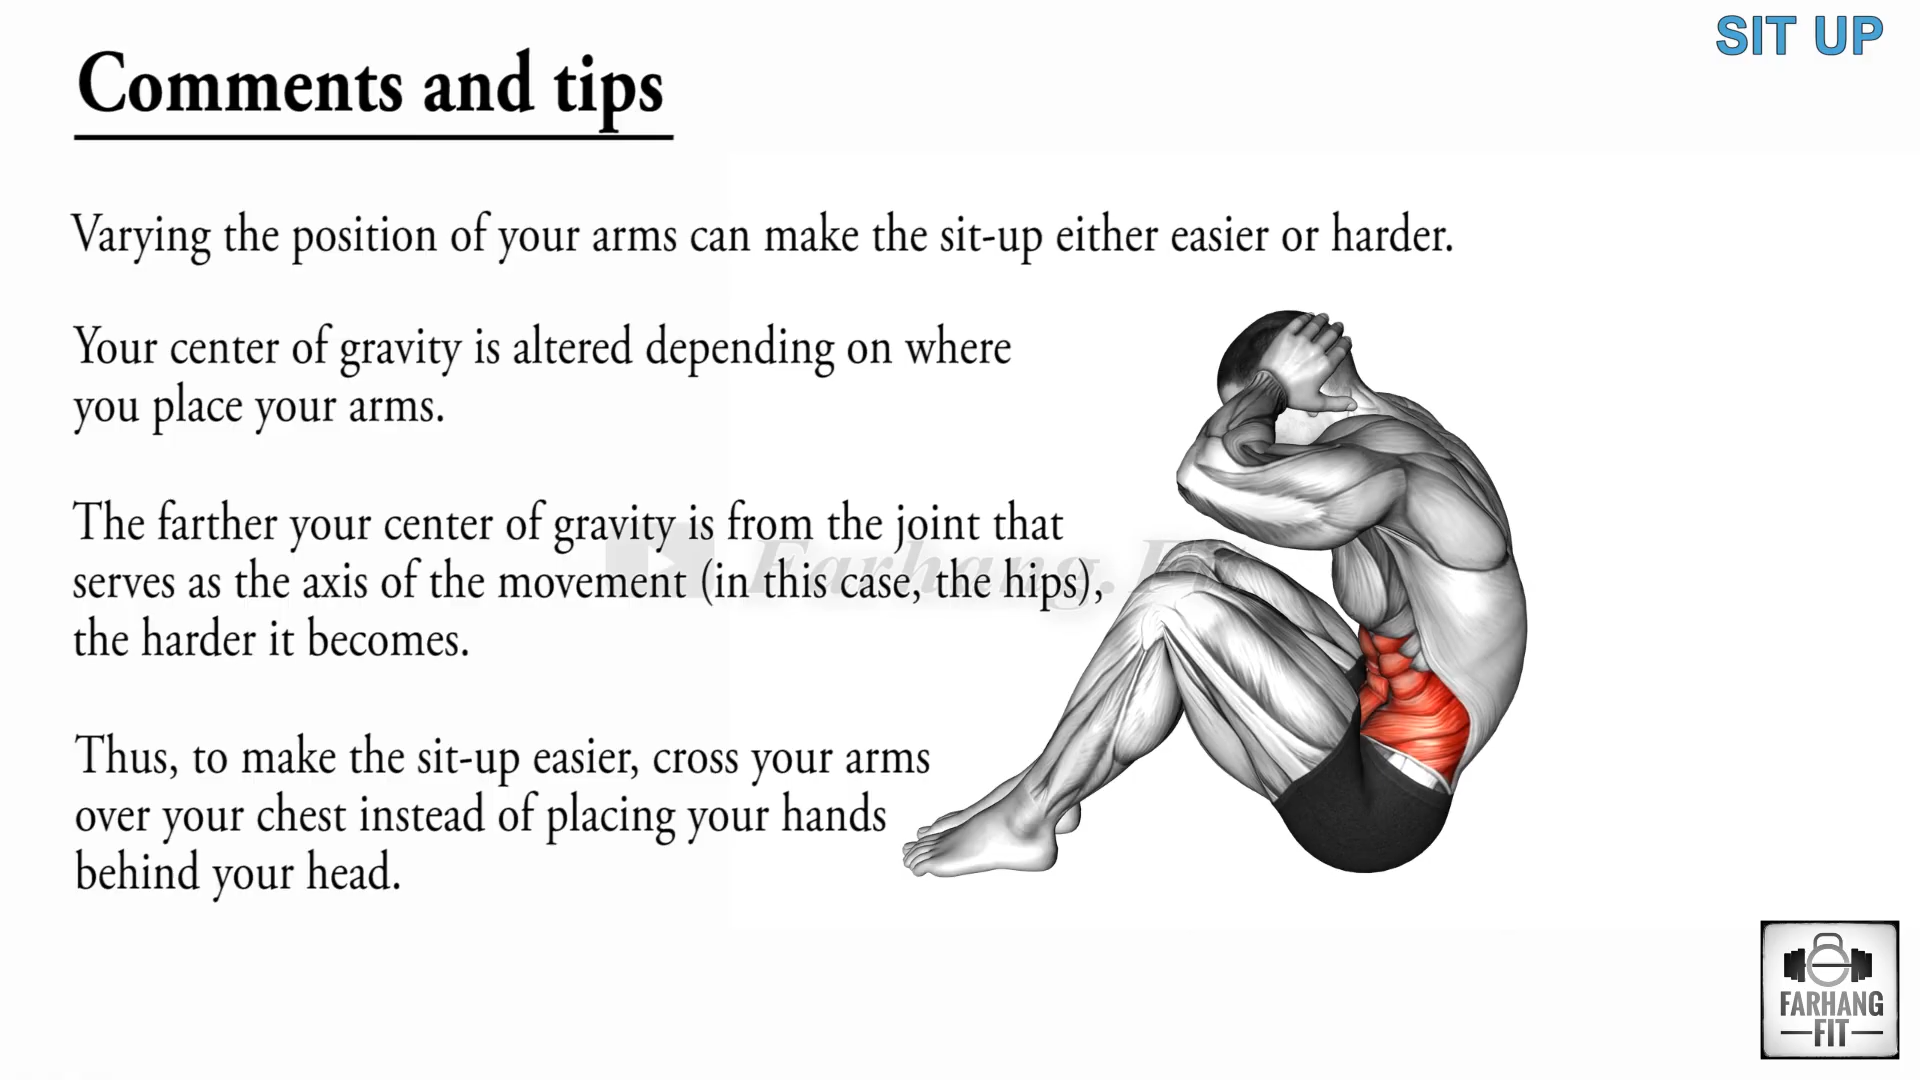 SIT UP
Comments and tips
Varying the position of your arms can make the sit-up either easier or harder.
Your center of gravity is altered depending on where
you place your arms.
The farther your center of gravity is from the joint that
serves as the axis of the movement (in this case, the hips),
the harder it becomes.
Thus, to make the sit-up easier, cross your arms
over your chest instead of placing your hands
behind your head.
FARHANG
FIT